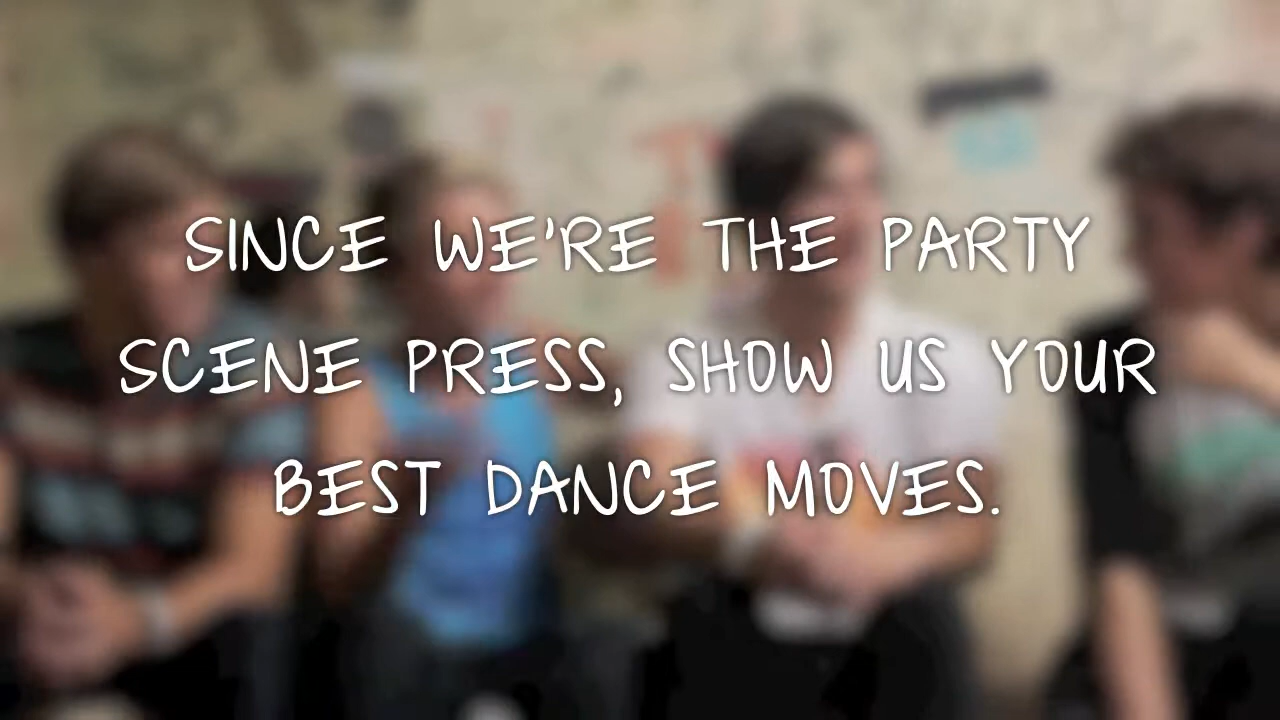 SINCE WE'RE THE PARTY
SCENE PRESS, SHOW US YOUR
BEST DANCE MOVES.